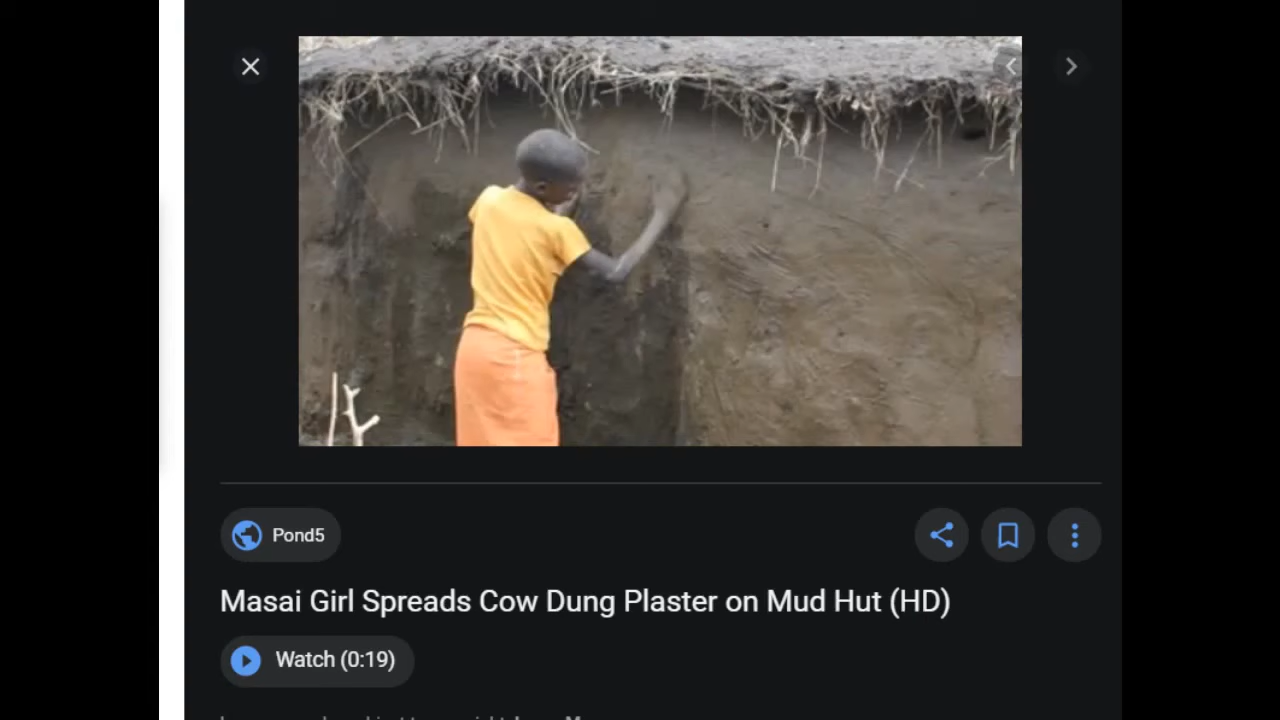 Pond5
Masai Girl Spreads Cow Dung Plaster on Mud Hut (HD)
Watch (0:19)